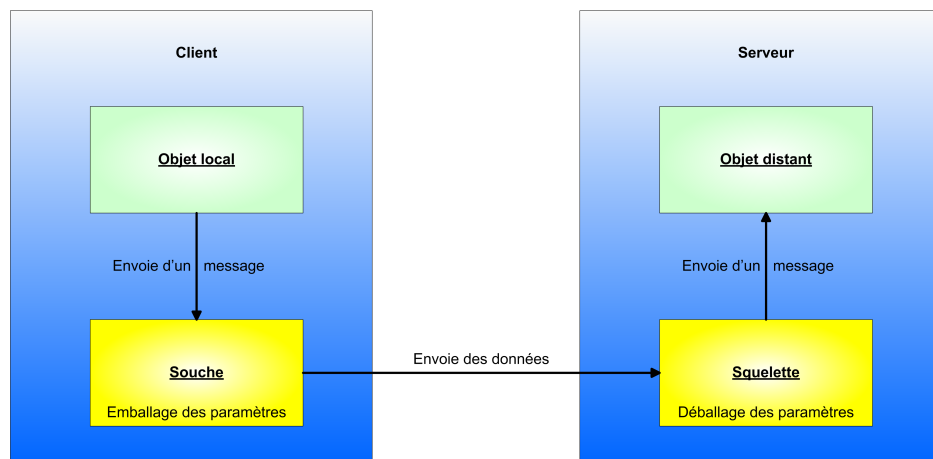 Client
Serveur
Objet local
Objet distant
Envoie d’un message
Envoie d’un message
Envoie des données
Souche
Emballage des paramètres
Squelette
Déballage des paramètres